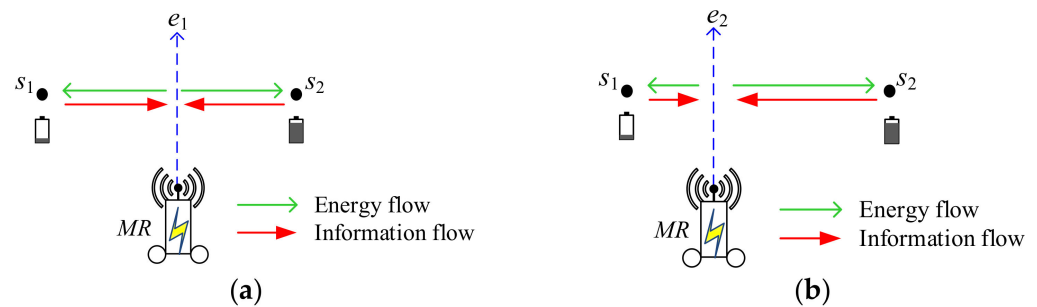 e1
s1
s2
MR
Energy flow
Information flow
(a)
e2
s1
s2
MR
Energy flow
Information flow
(b)